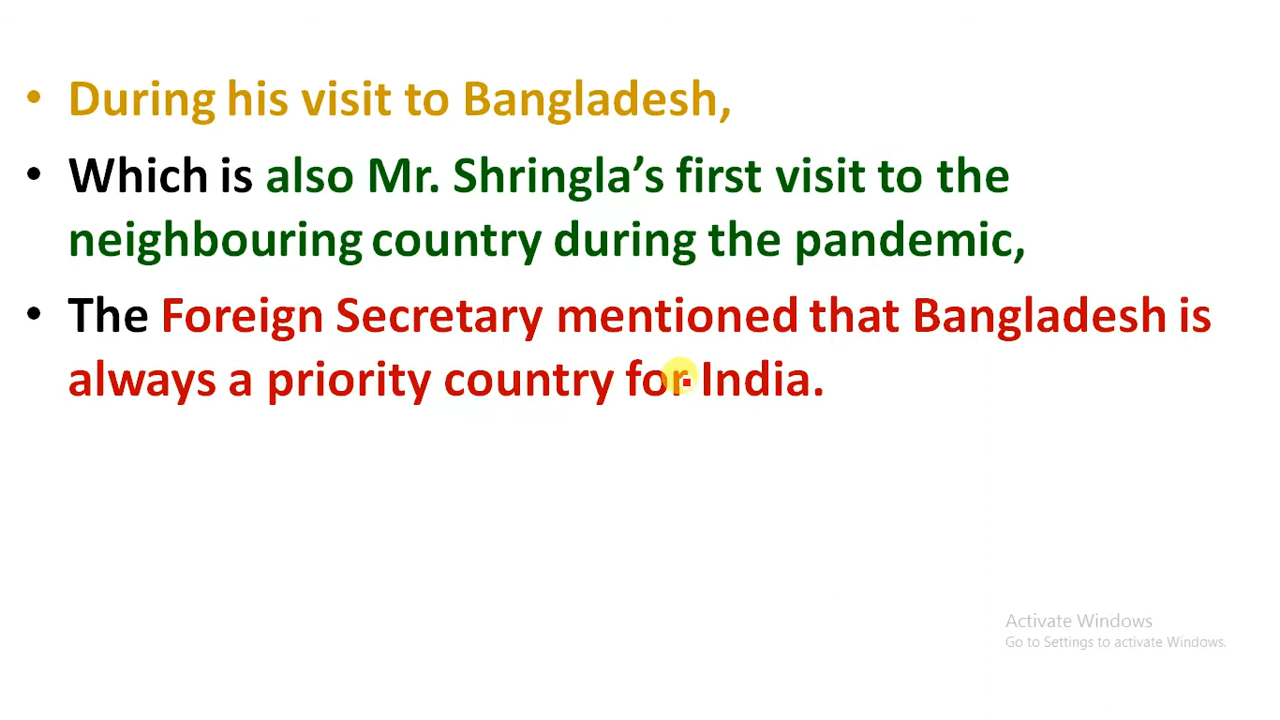 • During his visit to Bangladesh,
• Which is also Mr. Shringla’s first visit to the
neighbouring country during the pandemic,
• The Foreign Secretary mentioned that Bangladesh is
always a priority country for India.
Activate Windows
Go to Settings to activate Windows.